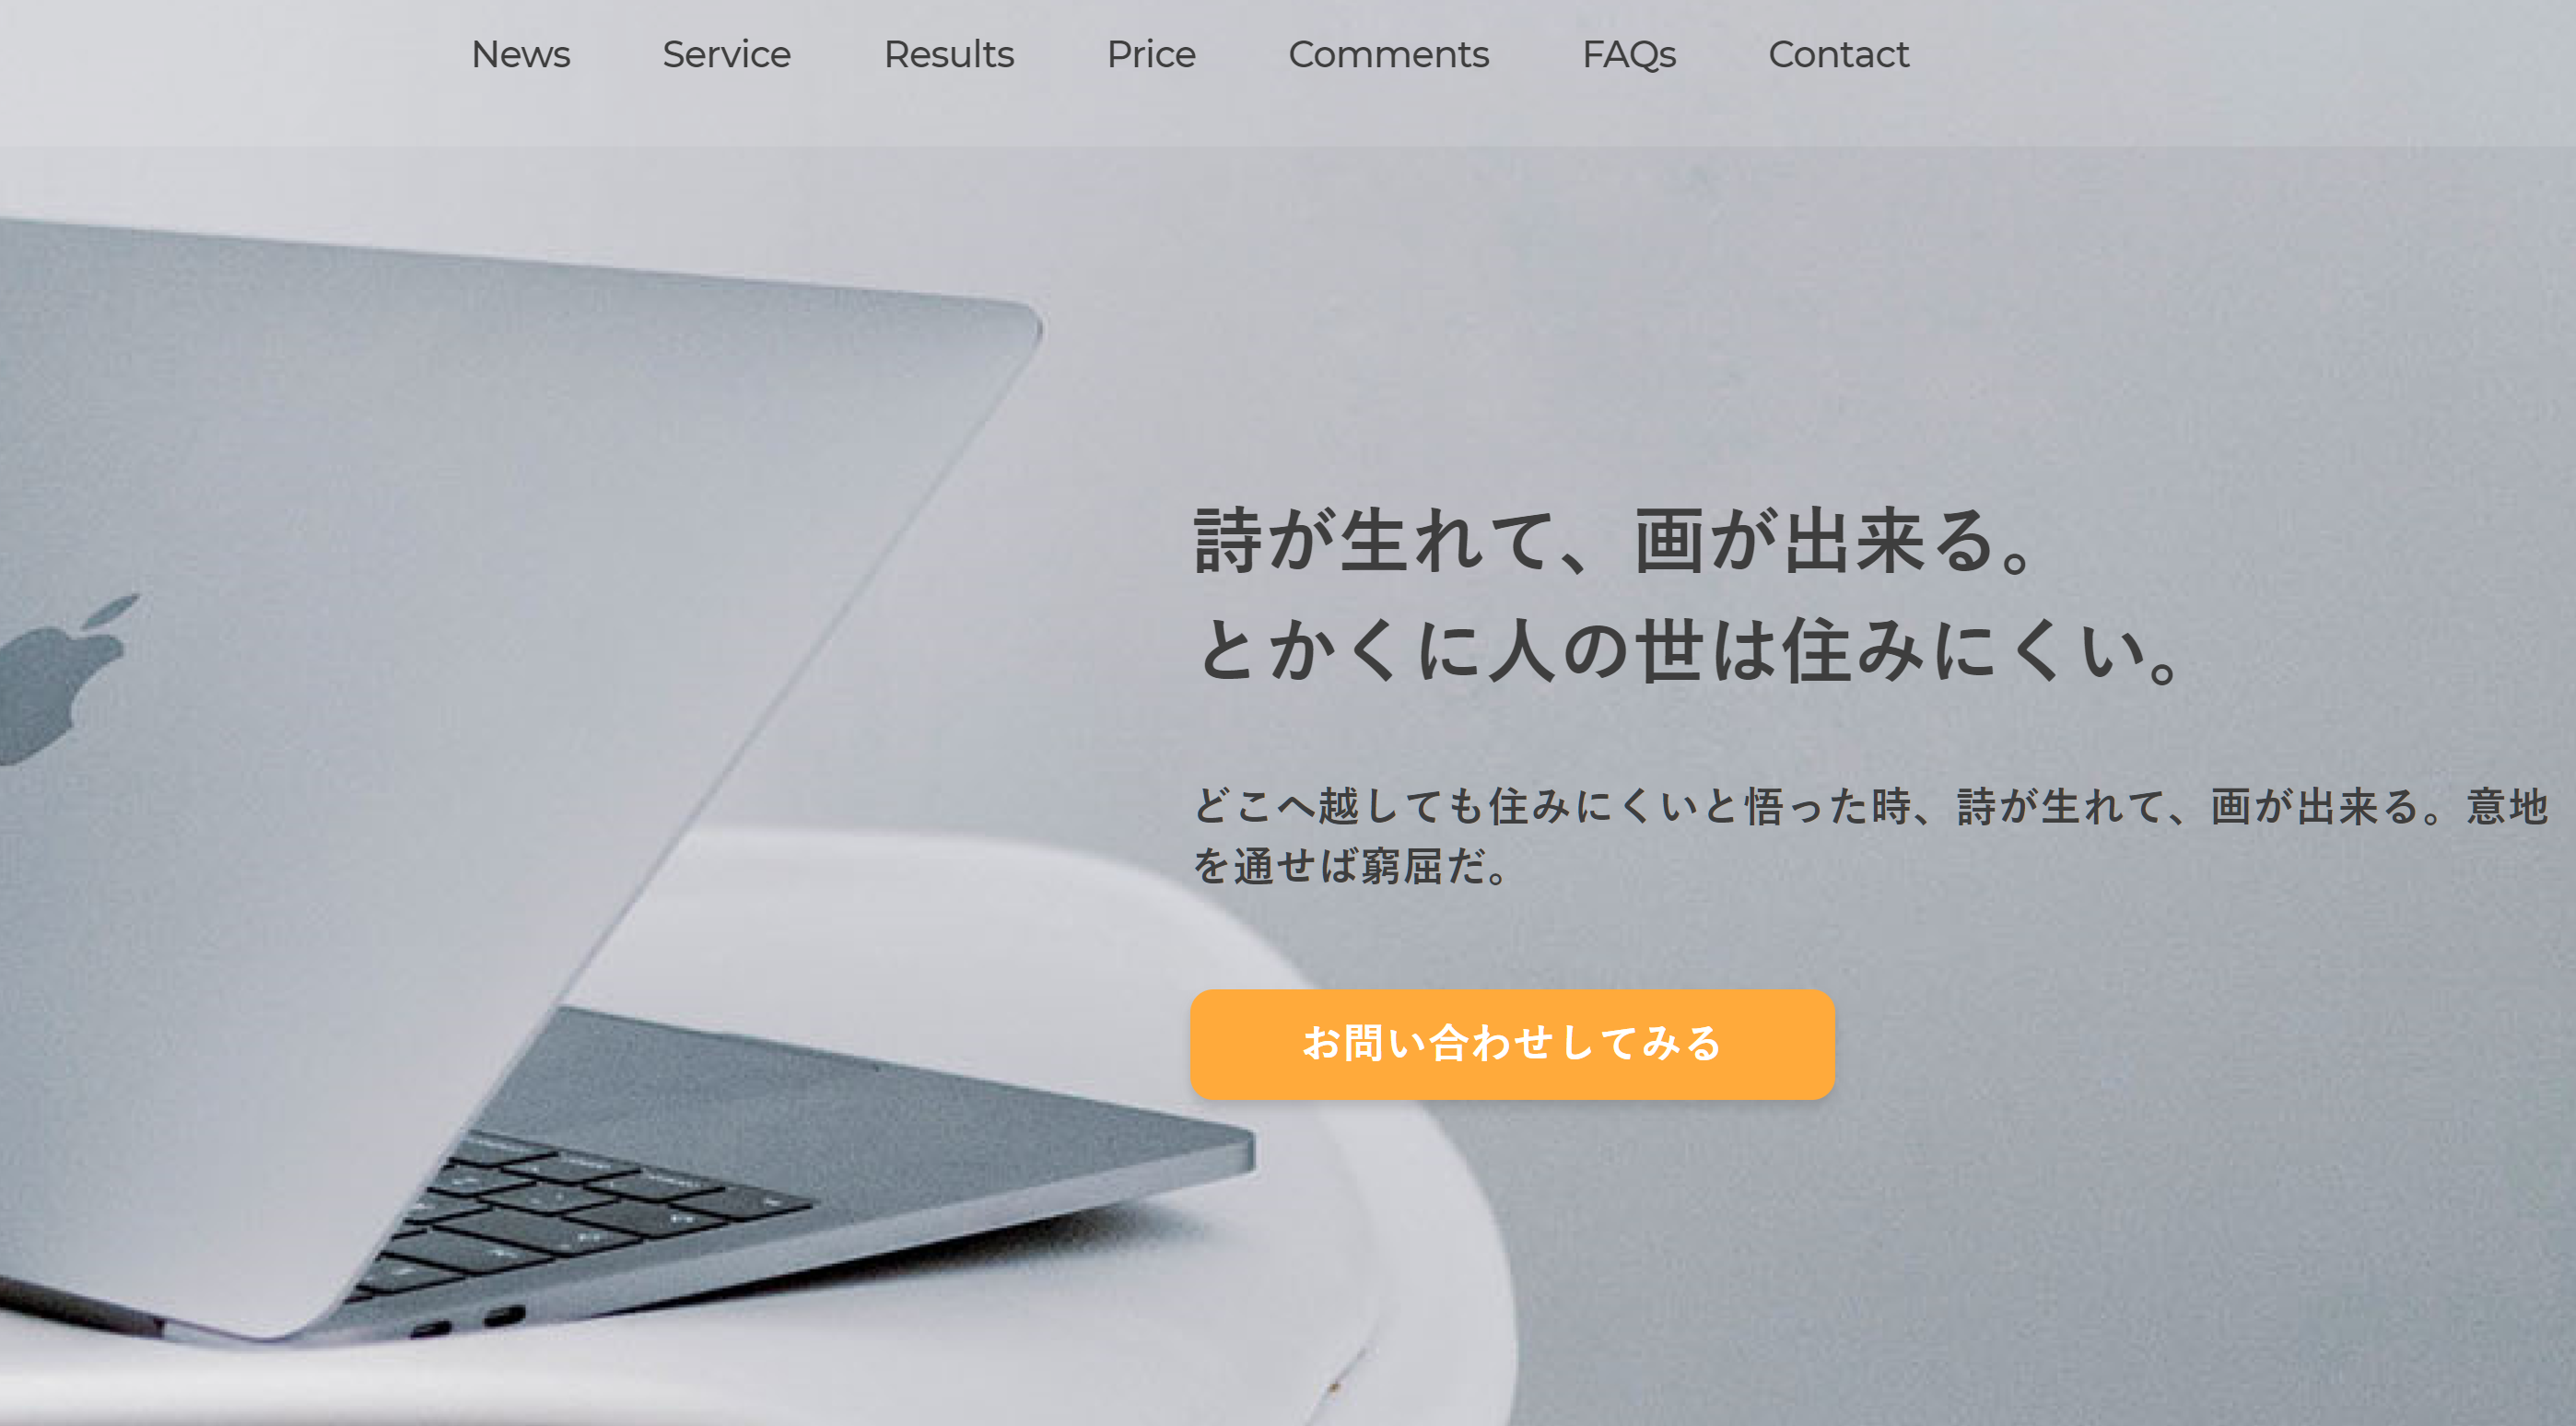 News Service Results Price Comments FAQs Contact
詩が生れて、画が出来る。
とかくに人の世は住みにくい。
どこへ越しても住みにくいと悟った時、詩が生れて、画が出来る。意地
を通せば窮屈だ。
お問い合わせしてみる